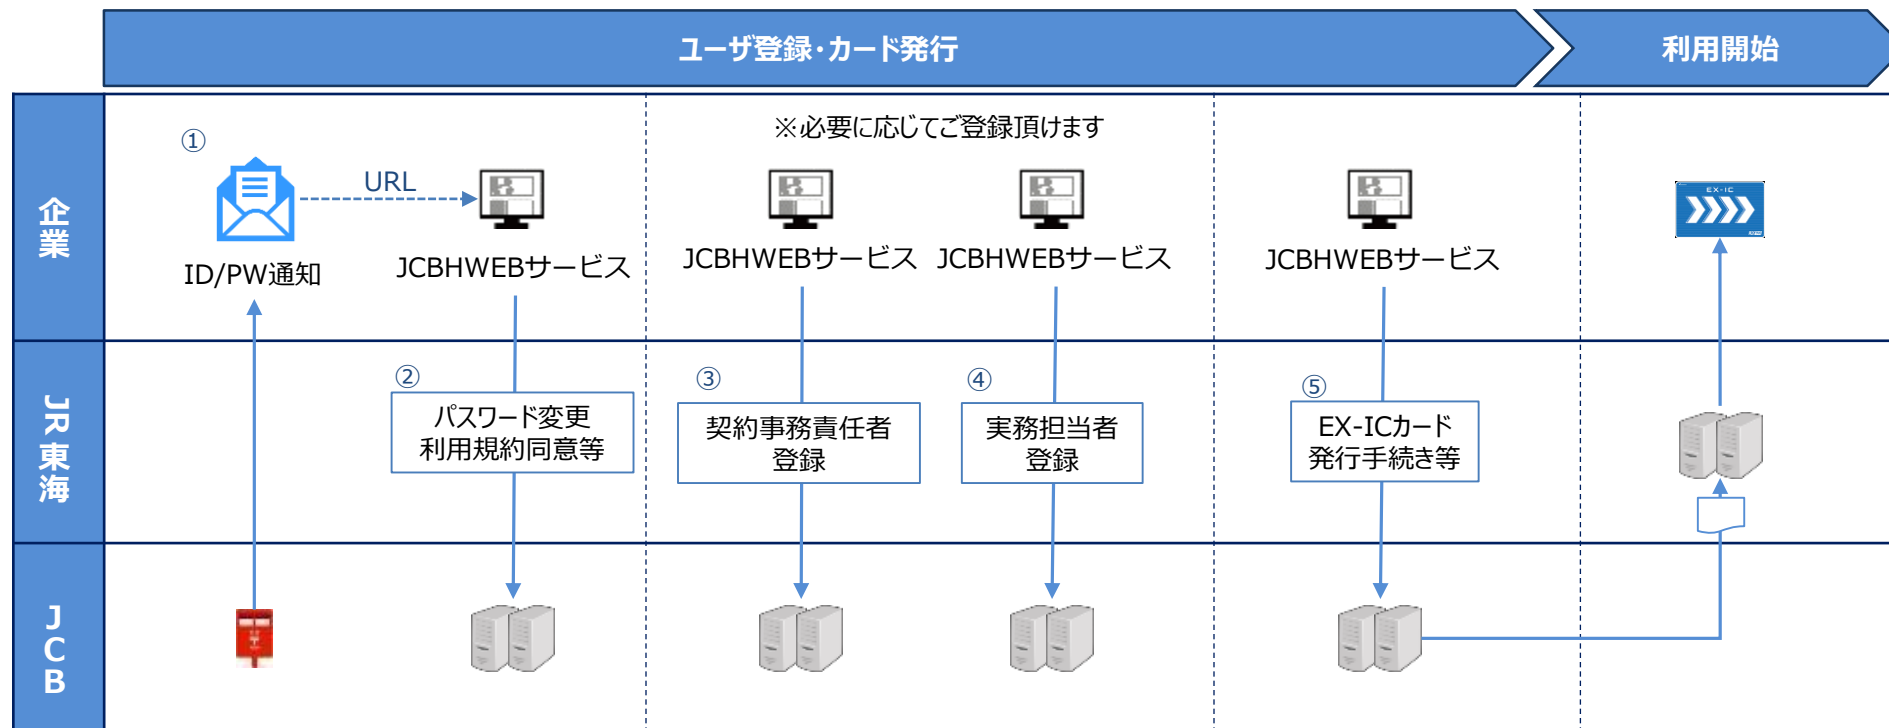 ユーザ登録・カード発行
利用開始
企業
①
URL
ID/PW通知
JCBHWEBサービス
※必要に応じてご登録頂けます
JCBHWEBサービス
JCBHWEBサービス
JCBHWEBサービス
EX-IC
JR東海
②
パスワード変更
利用規約同意等
③
契約事務責任者
登録
④
実務担当者
登録
⑤
EX-ICカード
発行手続き等
JCB